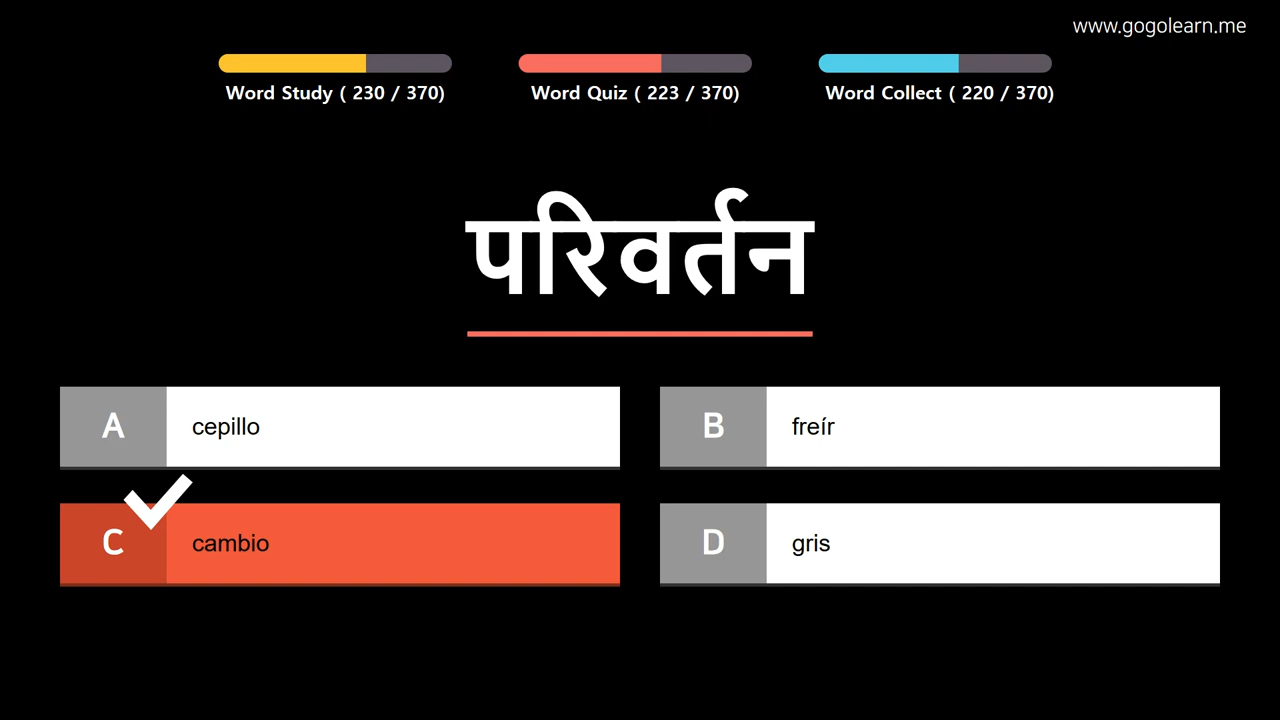 www.gogolearn.me
Word Study ( 230 / 370)
Word Quiz ( 223 / 370)
Word Collect ( 220 / 370)
परिवर्तन
A cepillo
B freír
C cambio
D gris